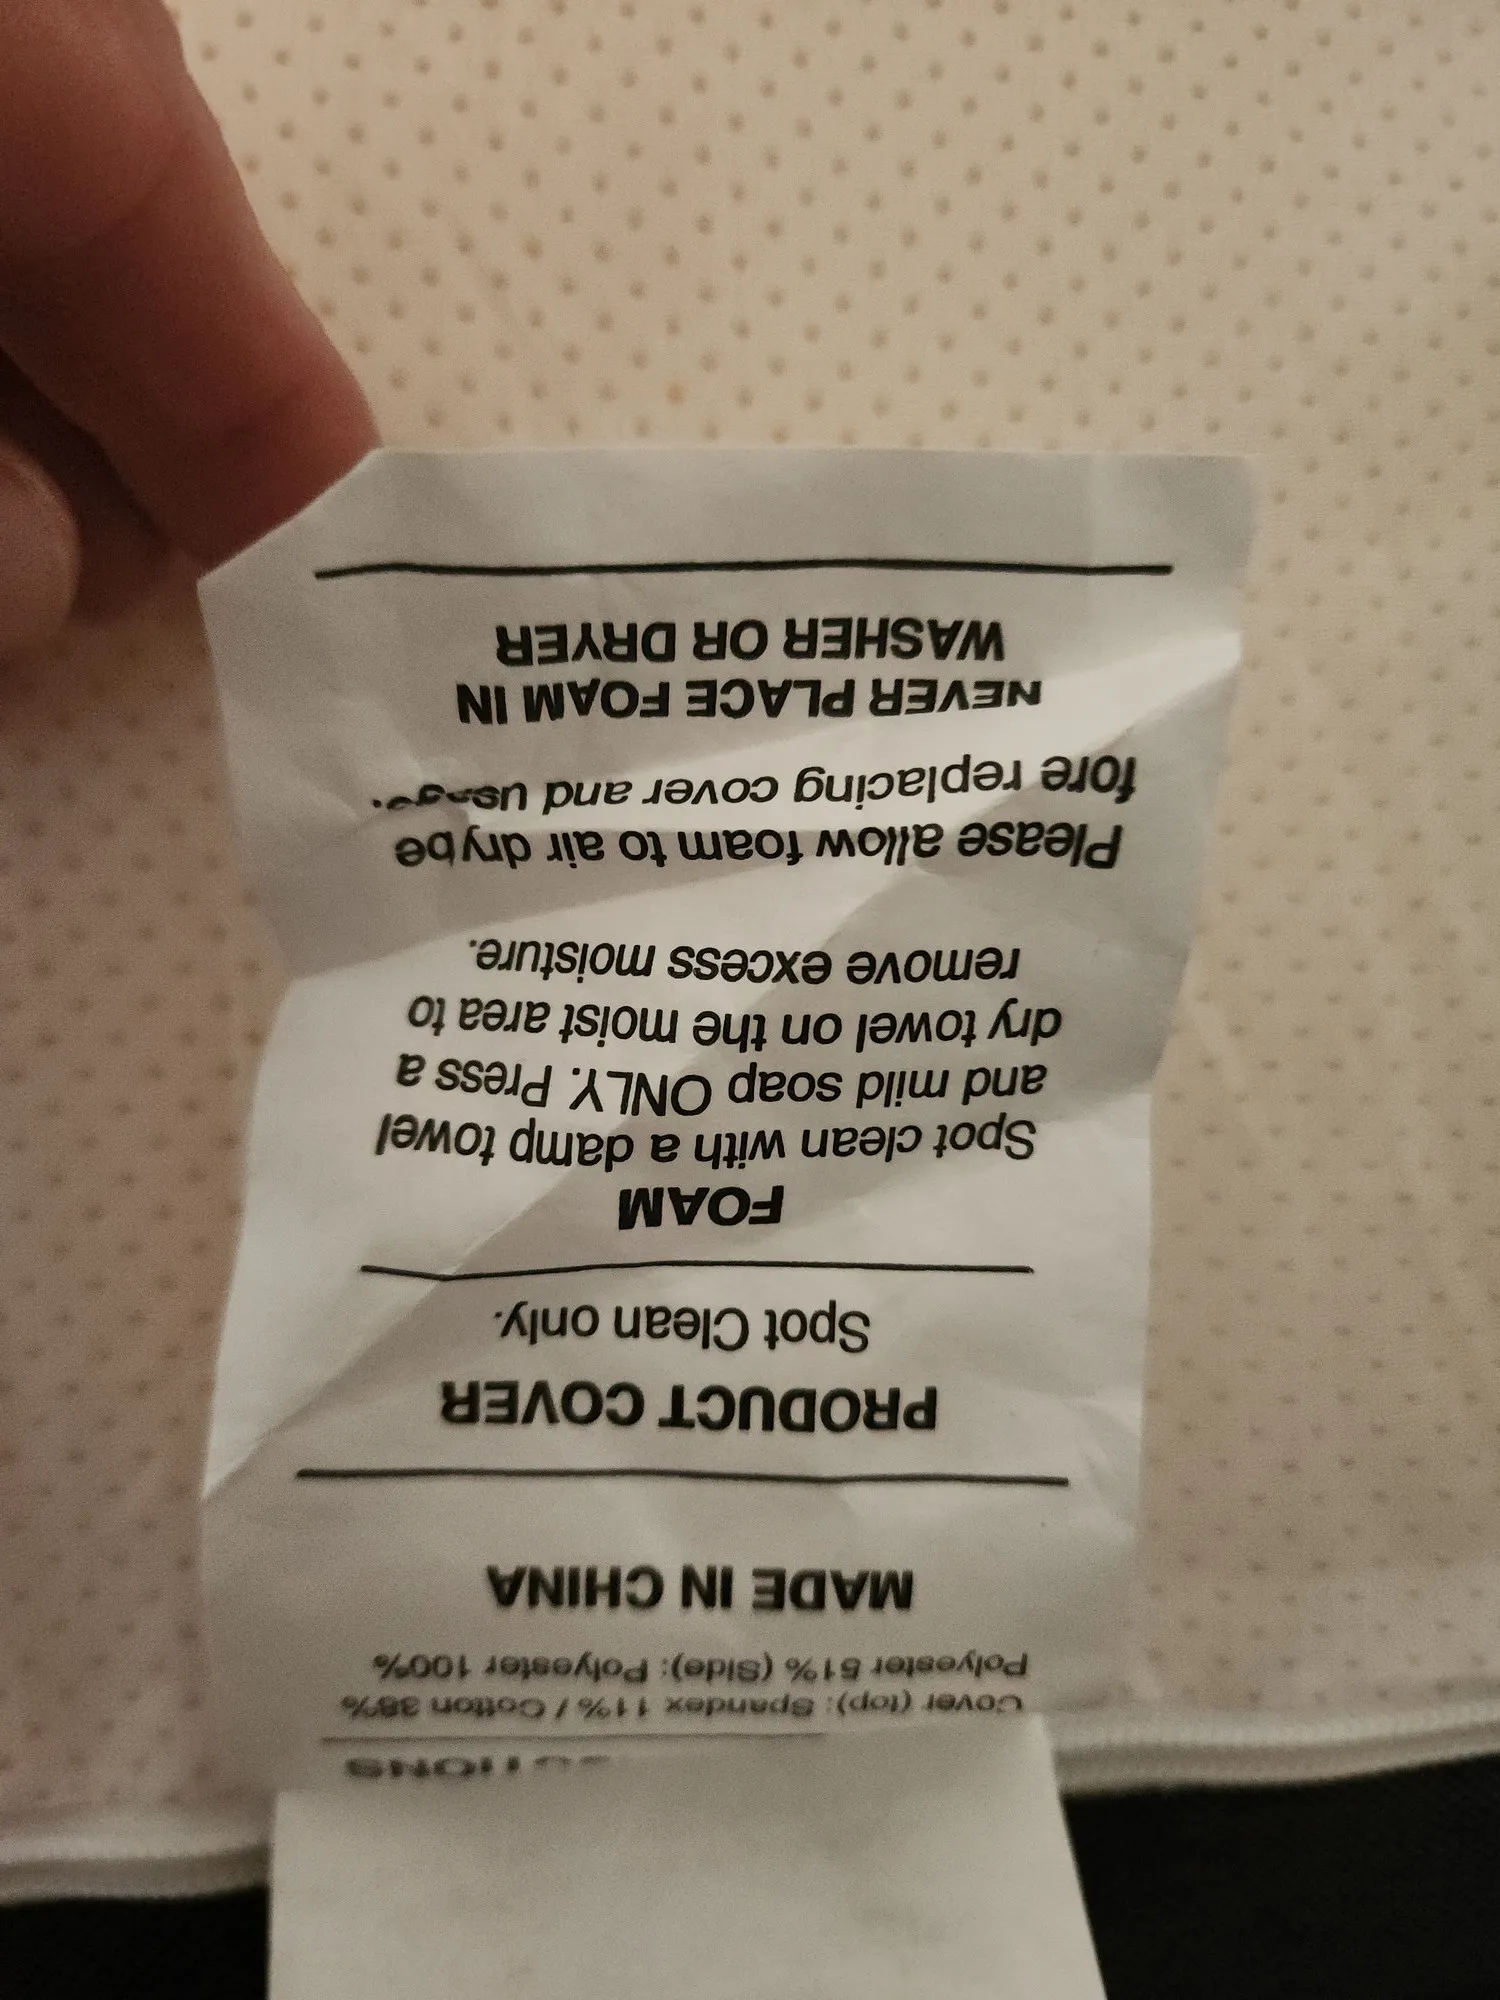 Cover (top): Spandex 11% / Cotton 38%
Polyester 51% (Side): Polyester 100%
MADE IN CHINA
PRODUCT COVER
Spot Clean only.
FOAM
Spot clean with a damp towel
and mild soap ONLY. Press a
dry towel on the moist area to
remove excess moisture.
Please allow foam to air dry be
fore replacing cover and
NEVER PLACE FOAM IN
WASHER OR DRYER